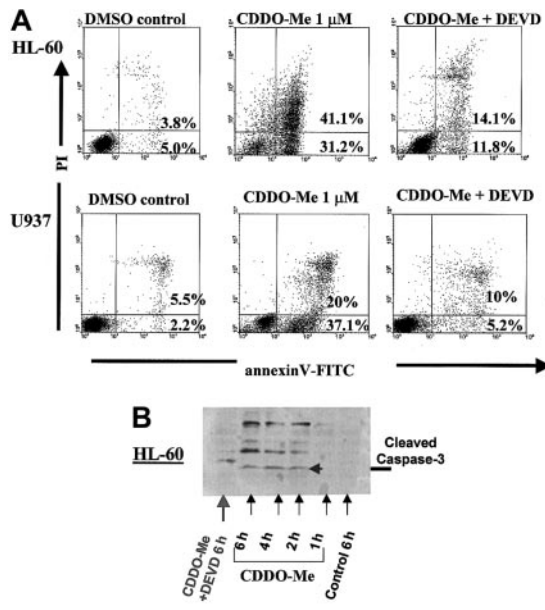 A
DMSO control
CDDO-Me 1 µM
CDDO-Me + DEVD
HL-60
PI
3.8%
5.0%
41.1%
31.2%
14.1%
11.8%
DMSO control
CDDO-Me 1 µM
CDDO-Me + DEVD
U937
5.5%
2.2%
20%
37.1%
10%
5.2%
annexinV-FITC
B
HL-60
Cleaved
Caspase-3
CDDO-Me
+DEVD 6 h
6 h
4 h
2 h
1 h
Control 6 h
CDDO-Me